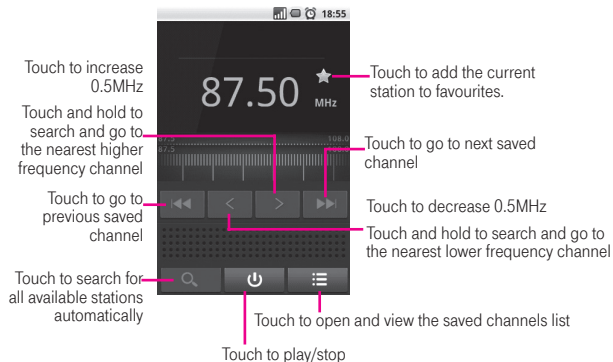 18:55
Touch to increase
0.5MHz
Touch and hold to
search and go to
the nearest higher
frequency channel
Touch to go to
previous saved
channel
Touch to search for
all available stations
automatically
87.50
MHz
87.5
108.0
87.5
Touch to add the current
station to favourites.
Touch to go to next saved
channel
Touch to decrease 0.5MHz
Touch and hold to search and go to
the nearest lower frequency channel
Touch to open and view the saved channels list
Touch to play/stop